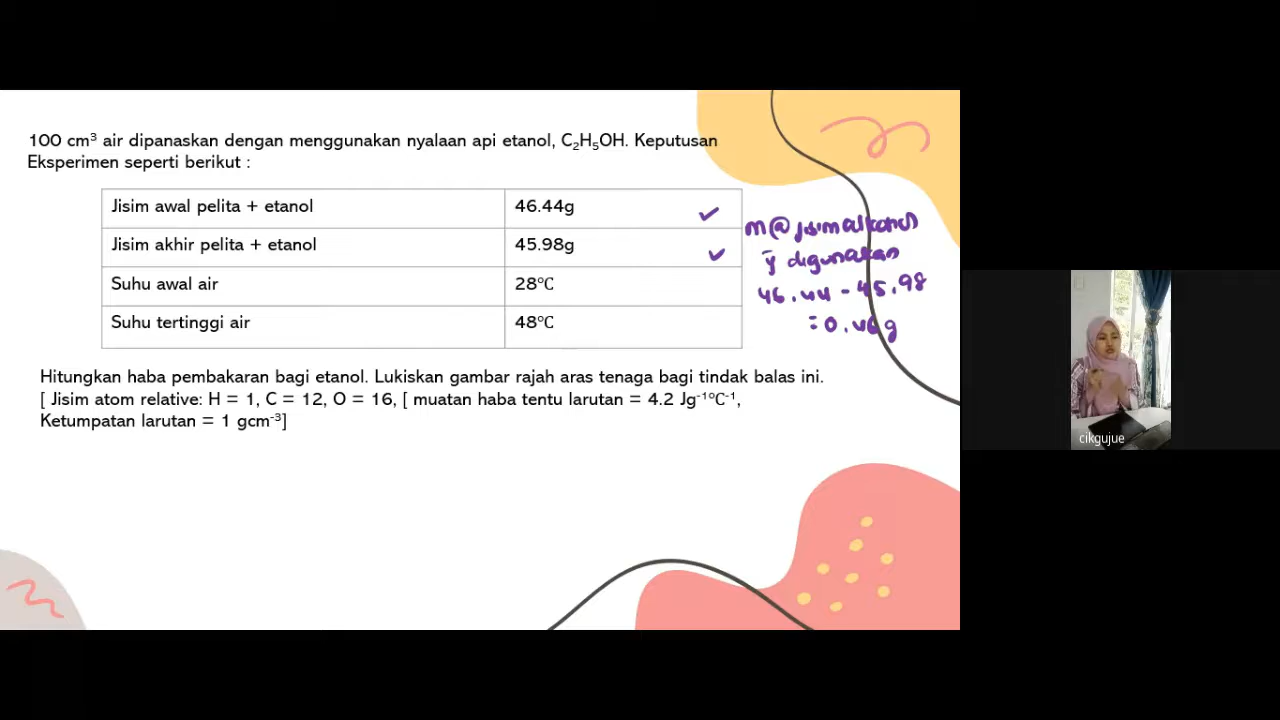 100 cm³ air dipanaskan dengan menggunakan nyalaan api etanol, C₂H₅OH. Keputusan
Eksperimen seperti berikut :
Jisim awal pelita + etanol 46.44g ✓
Jisim akhir pelita + etanol 45.98g ✓
Suhu awal air 28℃
Suhu tertinggi air 48℃
m@ jisim alkohol
ȳ digunakan
46.44 - 45.98
= 0.46g
Hitungkan haba pembakaran bagi etanol. Lukiskan gambar rajah aras tenaga bagi tindak balas ini.
[ Jisim atom relative: H = 1, C = 12, O = 16, [ muatan haba tentu larutan = 4.2 Jg⁻¹℃⁻¹,
Ketumpatan larutan = 1 gcm⁻³]
cikgujue